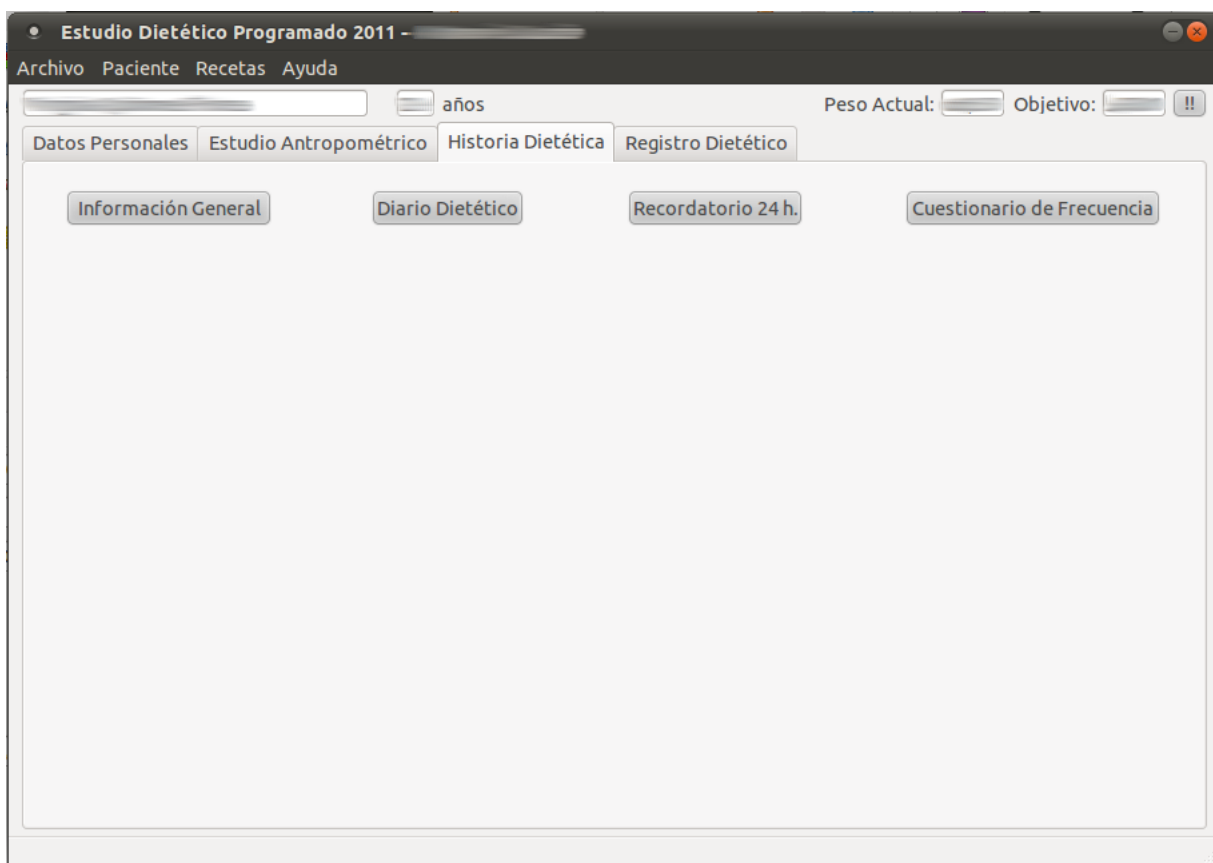 Estudio Dietético Programado 2011 -
Archivo Paciente Recetas Ayuda
años Peso Actual: Objetivo: !!
Datos Personales Estudio Antropométrico Historia Dietética Registro Dietético
Información General Diario Dietético Recordatorio 24 h. Cuestionario de Frecuencia